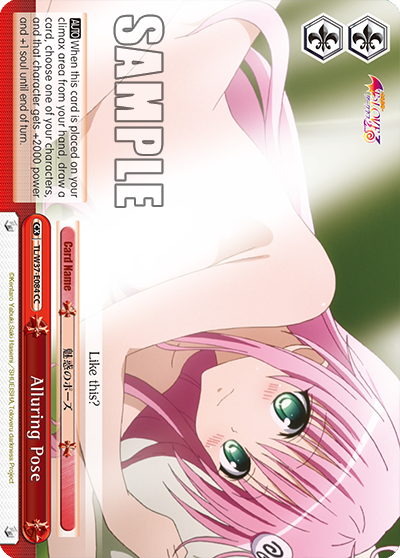 SAMPLE
【AUTO】 When this card is placed on your
climax area from your hand, draw a
card, choose one of your characters,
and that character gets +2000 power
and +1 soul until end of turn.
Like this?
Card Name
魅惑のポーズ
CX
TL/W37-E084 CC
Alluring Pose